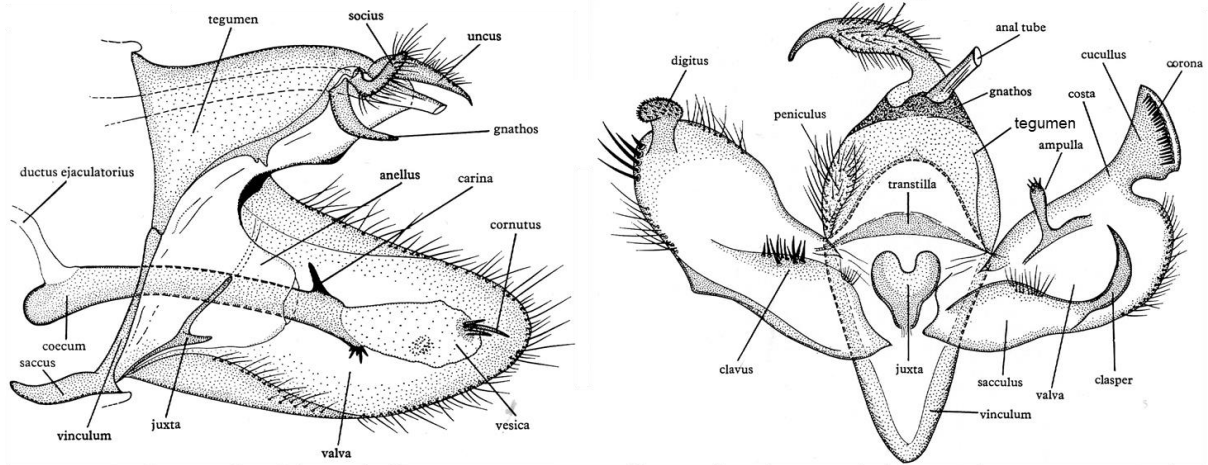 tegumen
socius
uncus
gnathos
ductus ejaculatorius
anellus
carina
cornutus
coecum
saccus
vinculum
juxta
valva
vesica
digitus
anal tube
cucullus
corona
costa
gnathos
peniculus
tegumen
ampulla
transtilla
clavus
juxta
sacculus
valva
clasper
vinculum